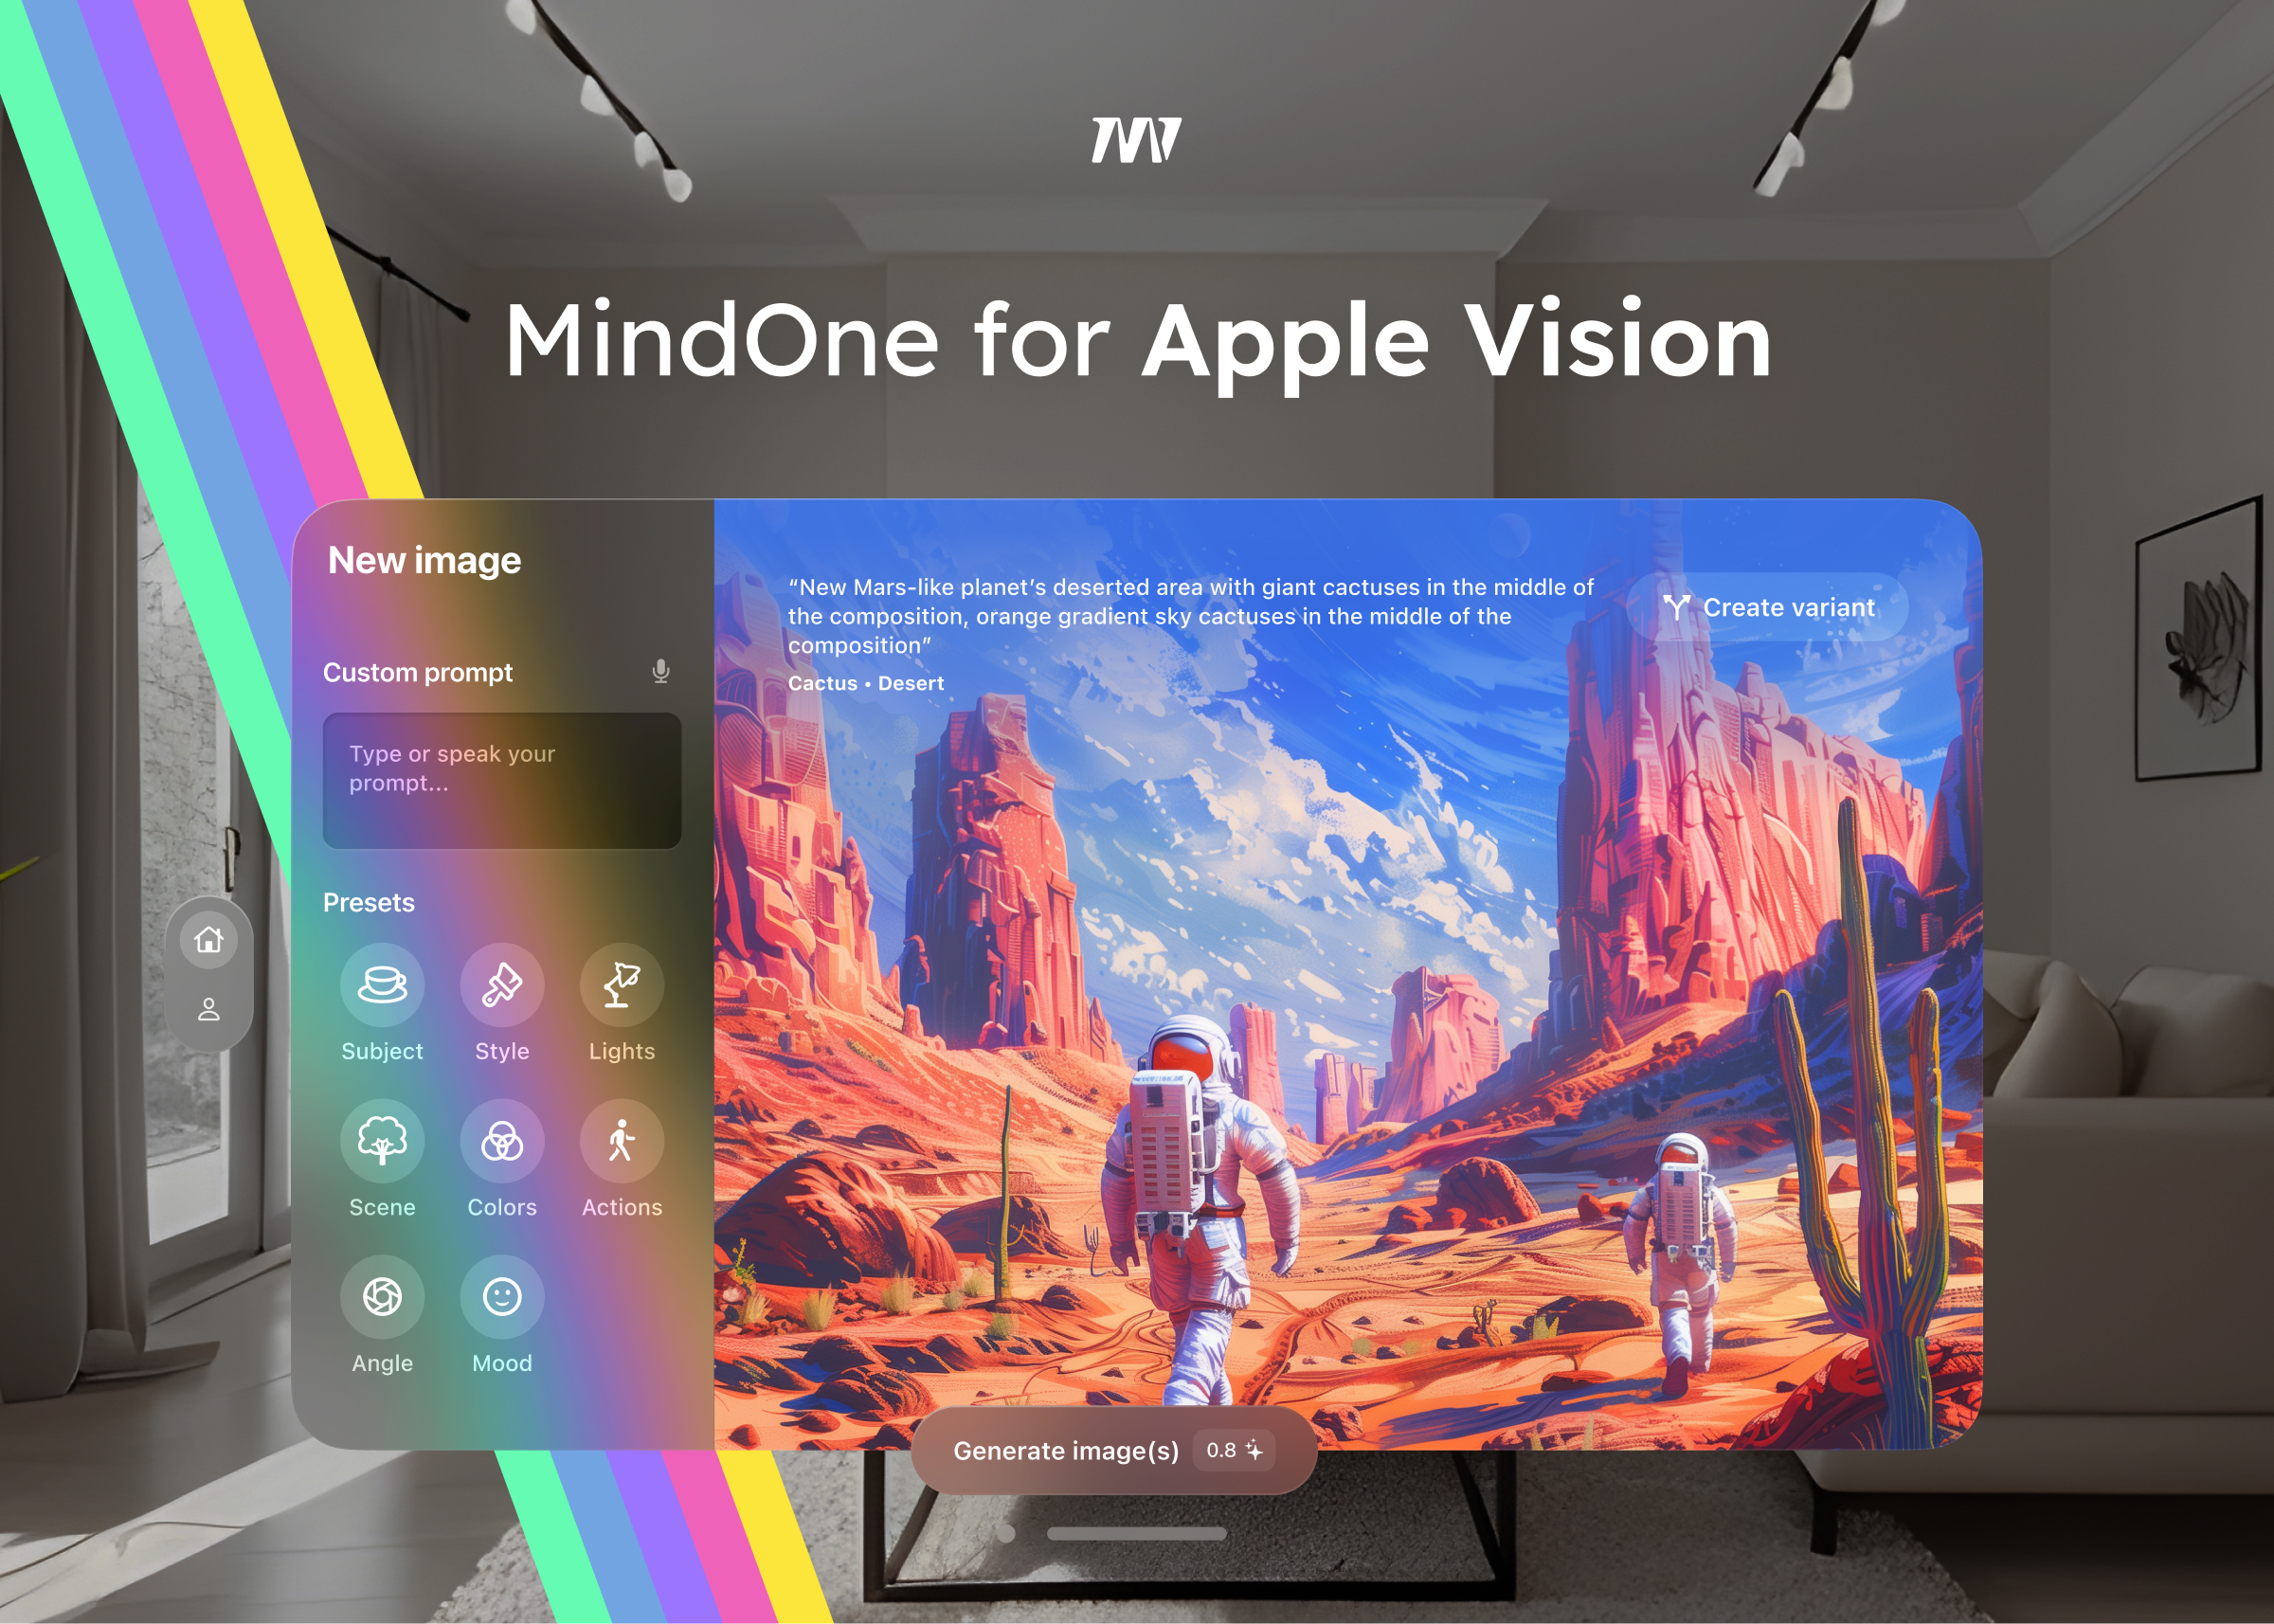 MindOne for Apple Vision
New image
Custom prompt
Type or speak your
prompt...
Presets
Subject
Style
Lights
Scene
Colors
Actions
Angle
Mood
“New Mars-like planet’s deserted area with giant cactuses in the middle of
the composition, orange gradient sky cactuses in the middle of the
composition”
Cactus • Desert
Create variant
Generate image(s) 0.8